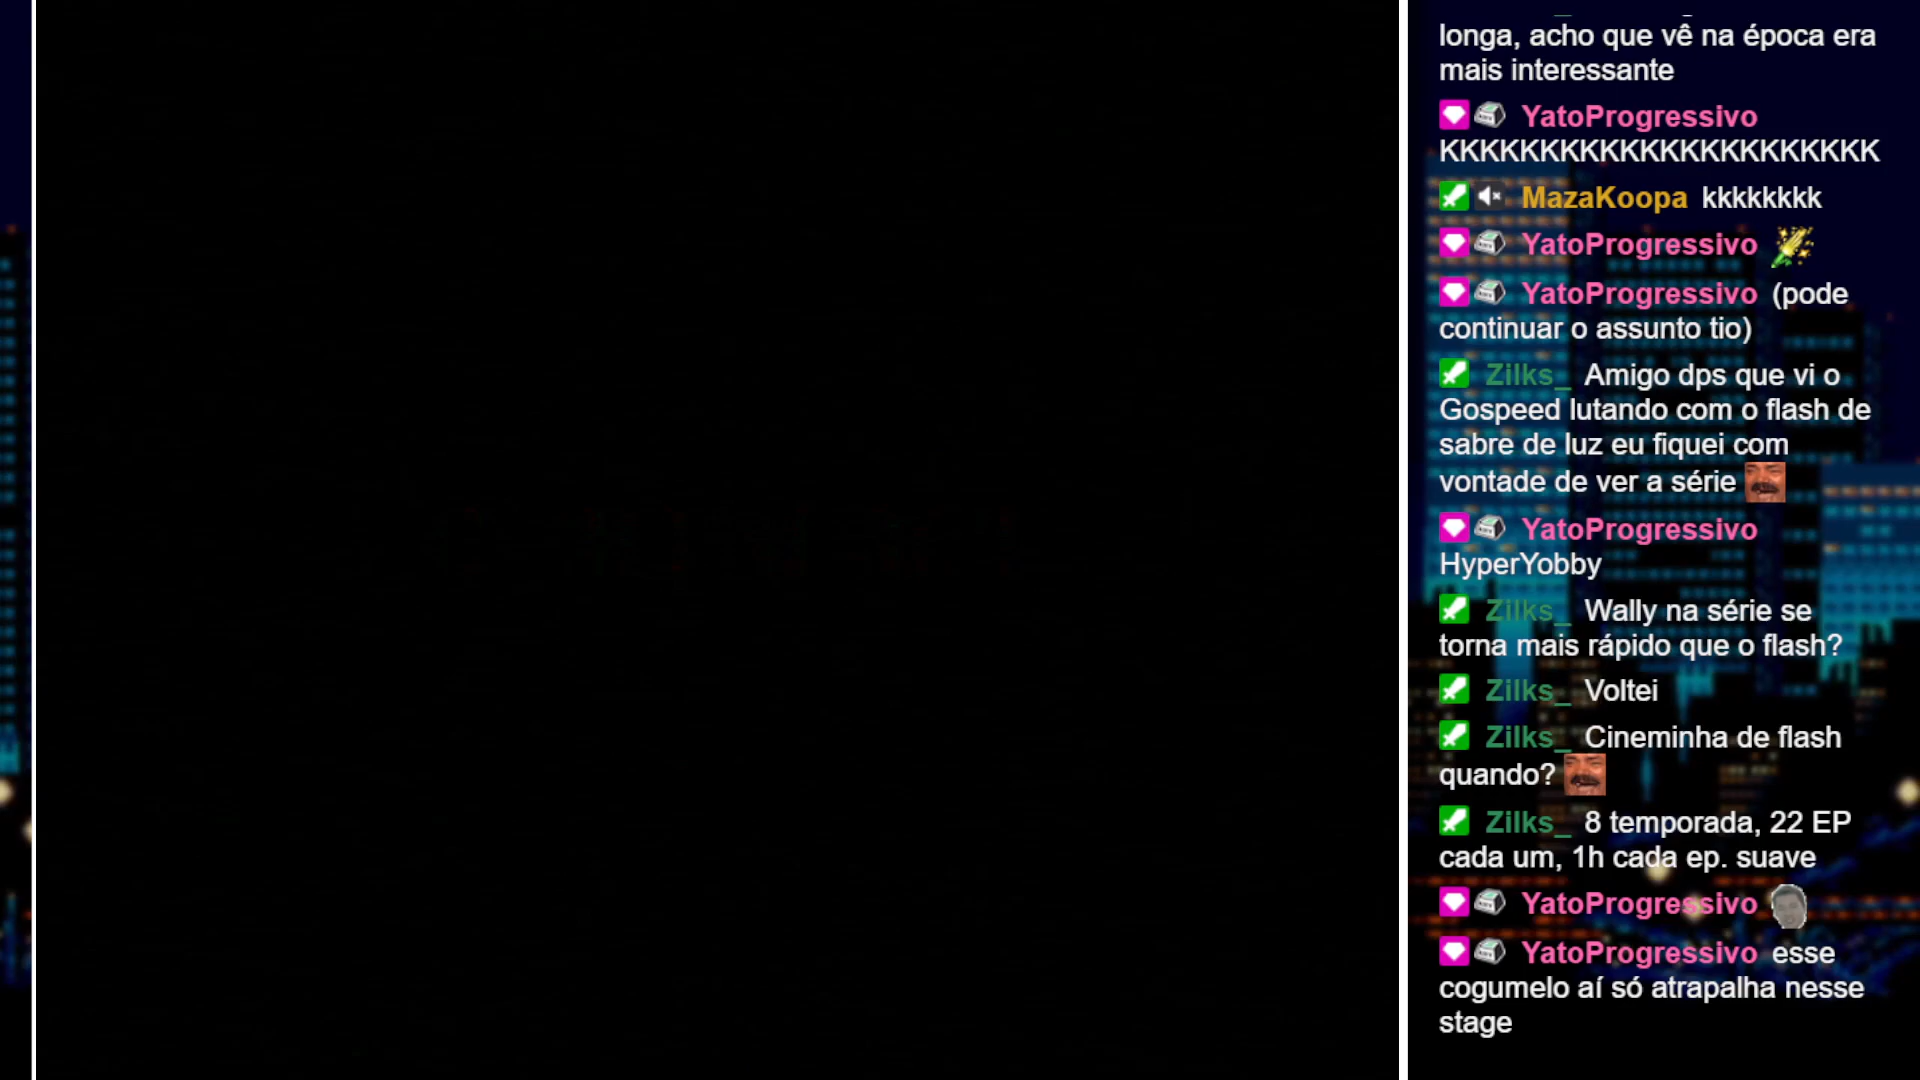 longa, acho que vê na época era
mais interessante
YatoProgressivo
KKKKKKKKKKKKKKKKKKKKKK
MazaKoopa kkkkkkkk
YatoProgressivo
YatoProgressivo (pode
continuar o assunto tio)
Zilks_ Amigo dps que vi o
Gospeed lutando com o flash de
sabre de luz eu fiquei com
vontade de ver a série
YatoProgressivo
HyperYobby
Zilks_ Wally na série se
torna mais rápido que o flash?
Zilks_ Voltei
Zilks_ Cineminha de flash
quando?
Zilks_ 8 temporada, 22 EP
cada um, 1h cada ep. suave
YatoProgressivo
YatoProgressivo esse
cogumelo aí só atrapalha nesse
stage